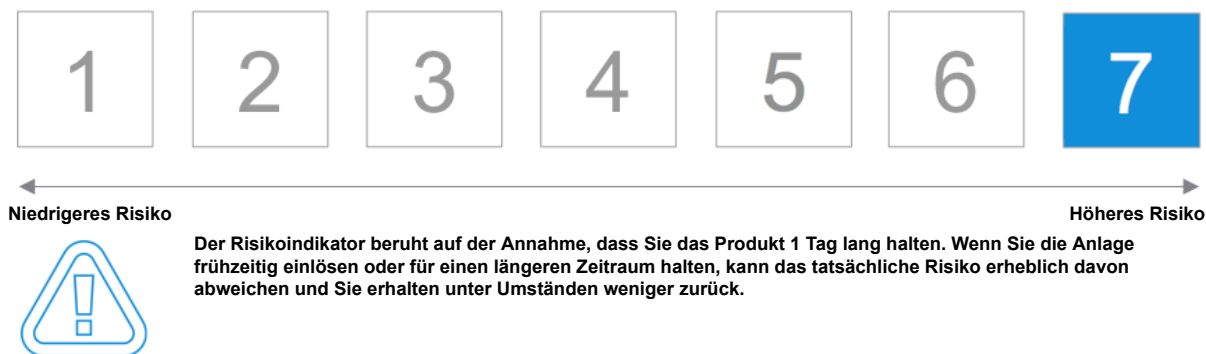 1 2 3 4 5 6 7
Niedrigeres Risiko Höheres Risiko
Der Risikoindikator beruht auf der Annahme, dass Sie das Produkt 1 Tag lang halten. Wenn Sie die Anlage
frühzeitig einlösen oder für einen längeren Zeitraum halten, kann das tatsächliche Risiko erheblich davon
abweichen und Sie erhalten unter Umständen weniger zurück.